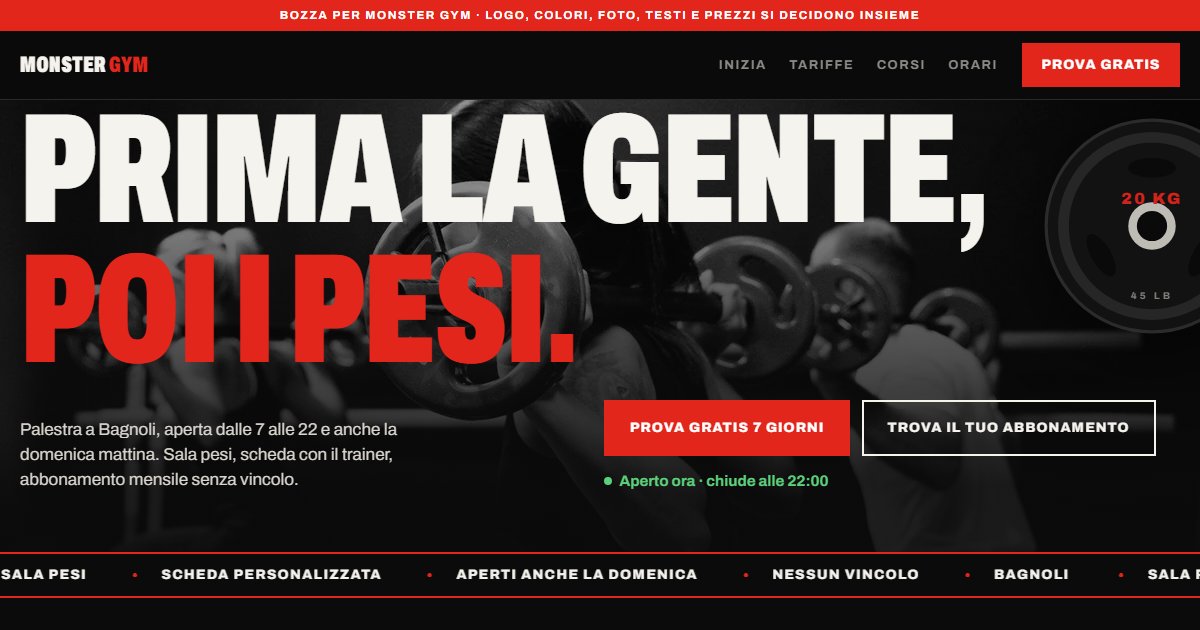 BOZZA PER MONSTER GYM · LOGO, COLORI, FOTO, TESTI E PREZZI SI DECIDONO INSIEME
MONSTER GYM
INIZIA TARIFFE CORSI ORARI PROVA GRATIS
PRIMA LA GENTE,
POI I PESI.
20 KG
45 LB
Palestra a Bagnoli, aperta dalle 7 alle 22 e anche la
domenica mattina. Sala pesi, scheda con il trainer,
abbonamento mensile senza vincolo.
PROVA GRATIS 7 GIORNI
TROVA IL TUO ABBONAMENTO
Aperto ora · chiude alle 22:00
SALA PESI • SCHEDA PERSONALIZZATA • APERTI ANCHE LA DOMENICA • NESSUN VINCOLO • BAGNOLI • SALA